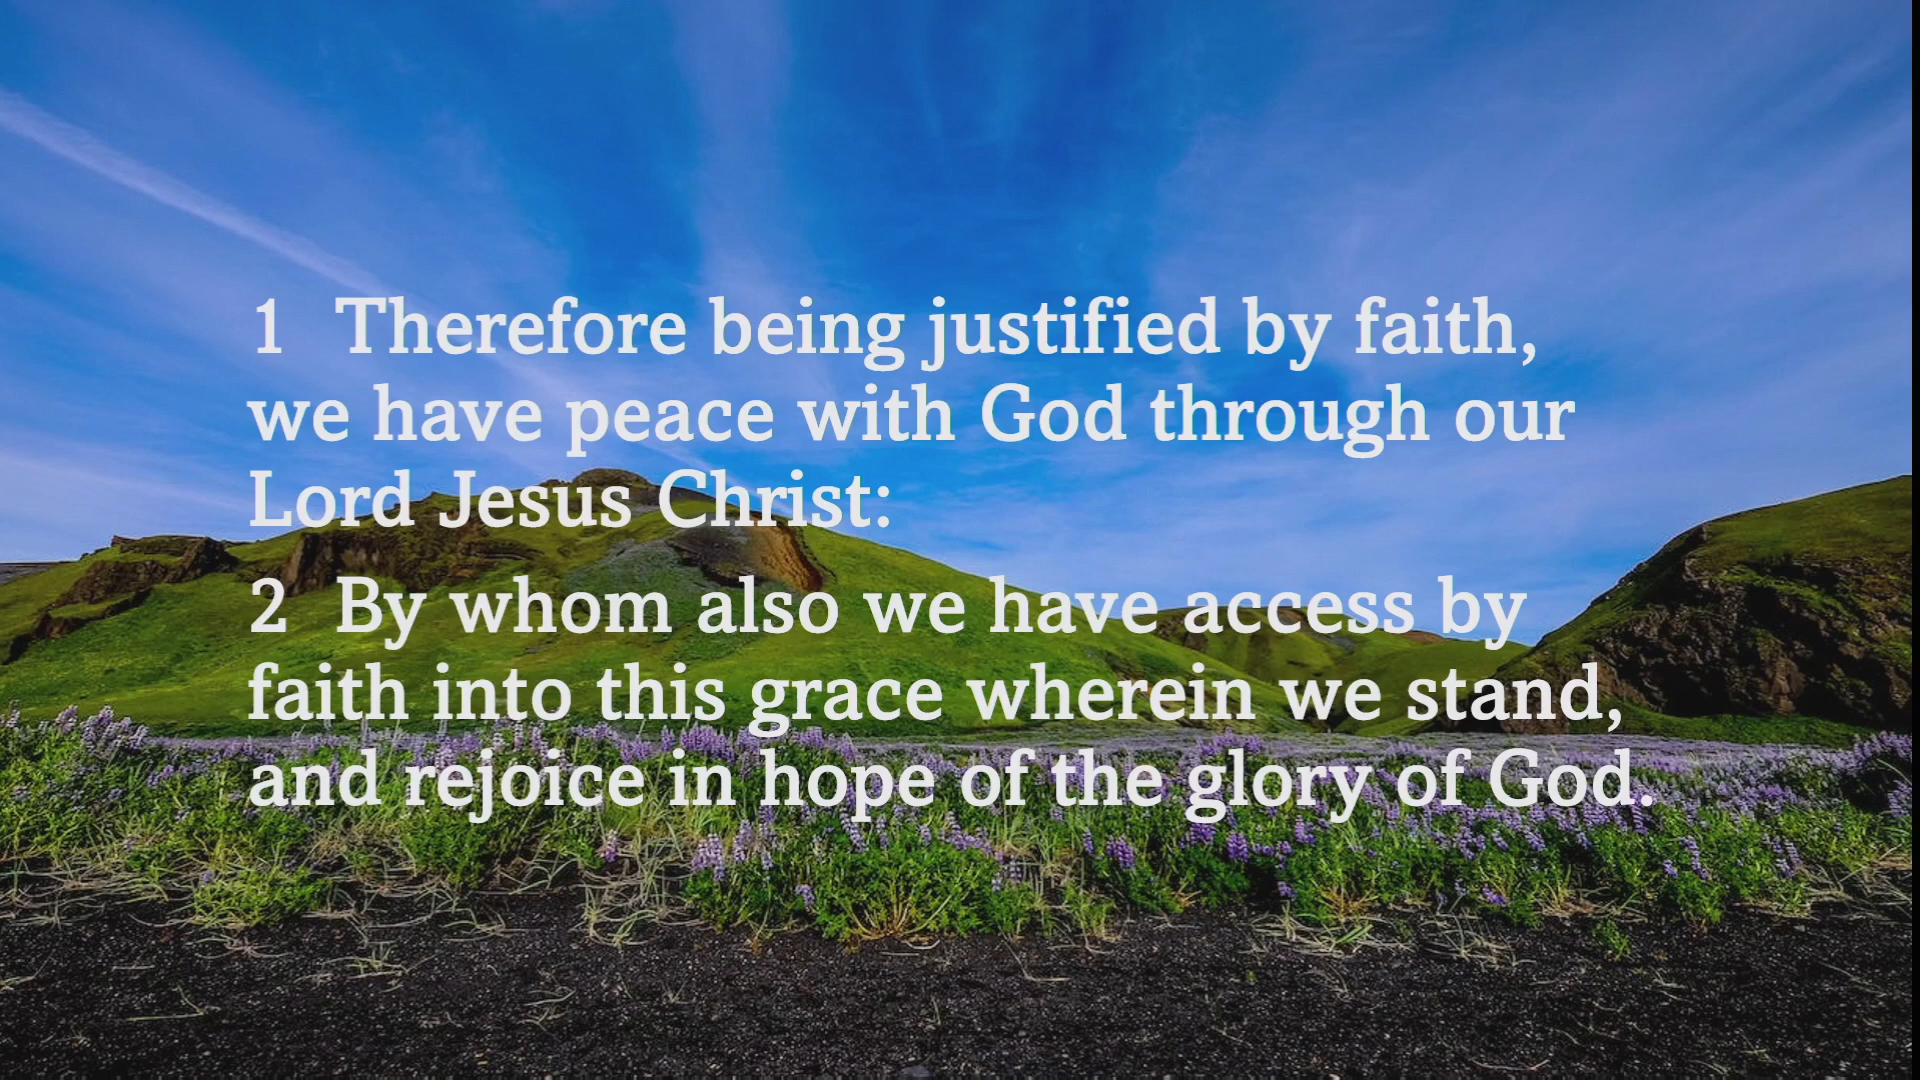 1 Therefore being justified by faith,
we have peace with God through our
Lord Jesus Christ:
2 By whom also we have access by
faith into this grace wherein we stand,
and rejoice in hope of the glory of God.